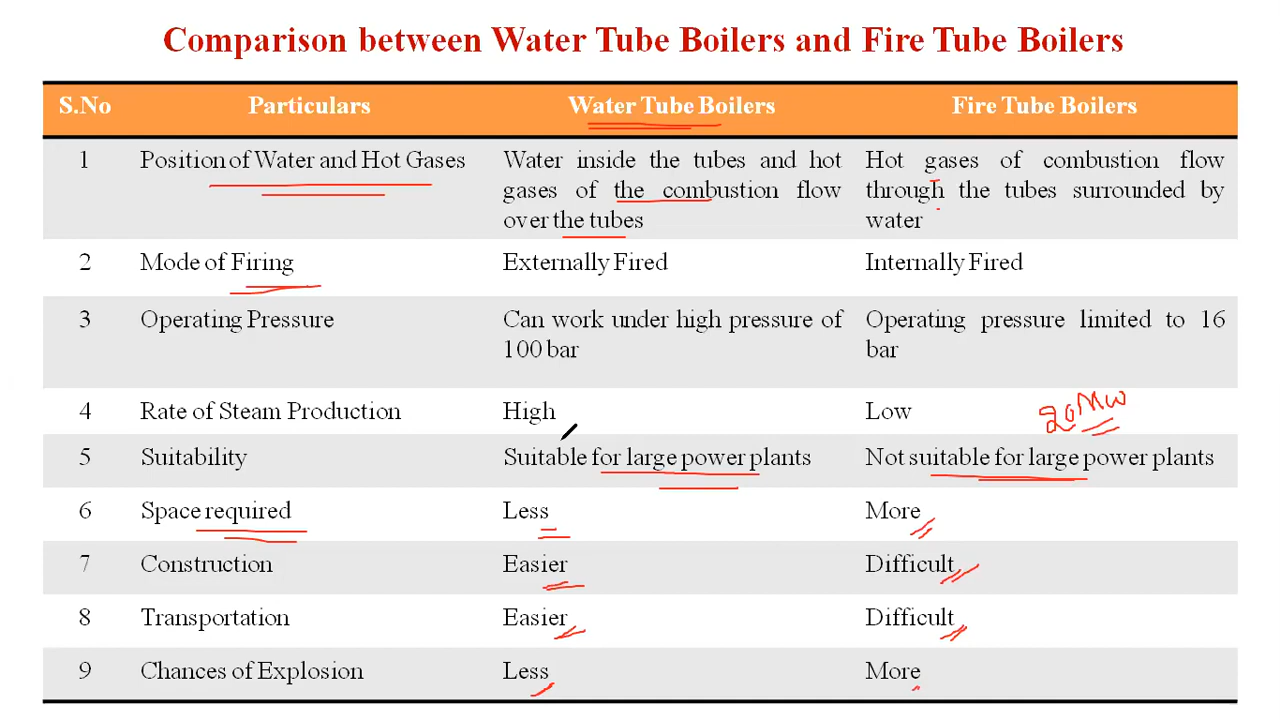 Comparison between Water Tube Boilers and Fire Tube Boilers
S.No Particulars Water Tube Boilers Fire Tube Boilers
1 Position of Water and Hot Gases Water inside the tubes and hot Hot gases of combustion flow
gases of the combustion flow through the tubes surrounded by
over the tubes water
2 Mode of Firing Externally Fired Internally Fired
3 Operating Pressure Can work under high pressure of Operating pressure limited to 16
100 bar bar
4 Rate of Steam Production High Low 20MW
5 Suitability Suitable for large power plants Not suitable for large power plants
6 Space required Less More
7 Construction Easier Difficult
8 Transportation Easier Difficult
9 Chances of Explosion Less More